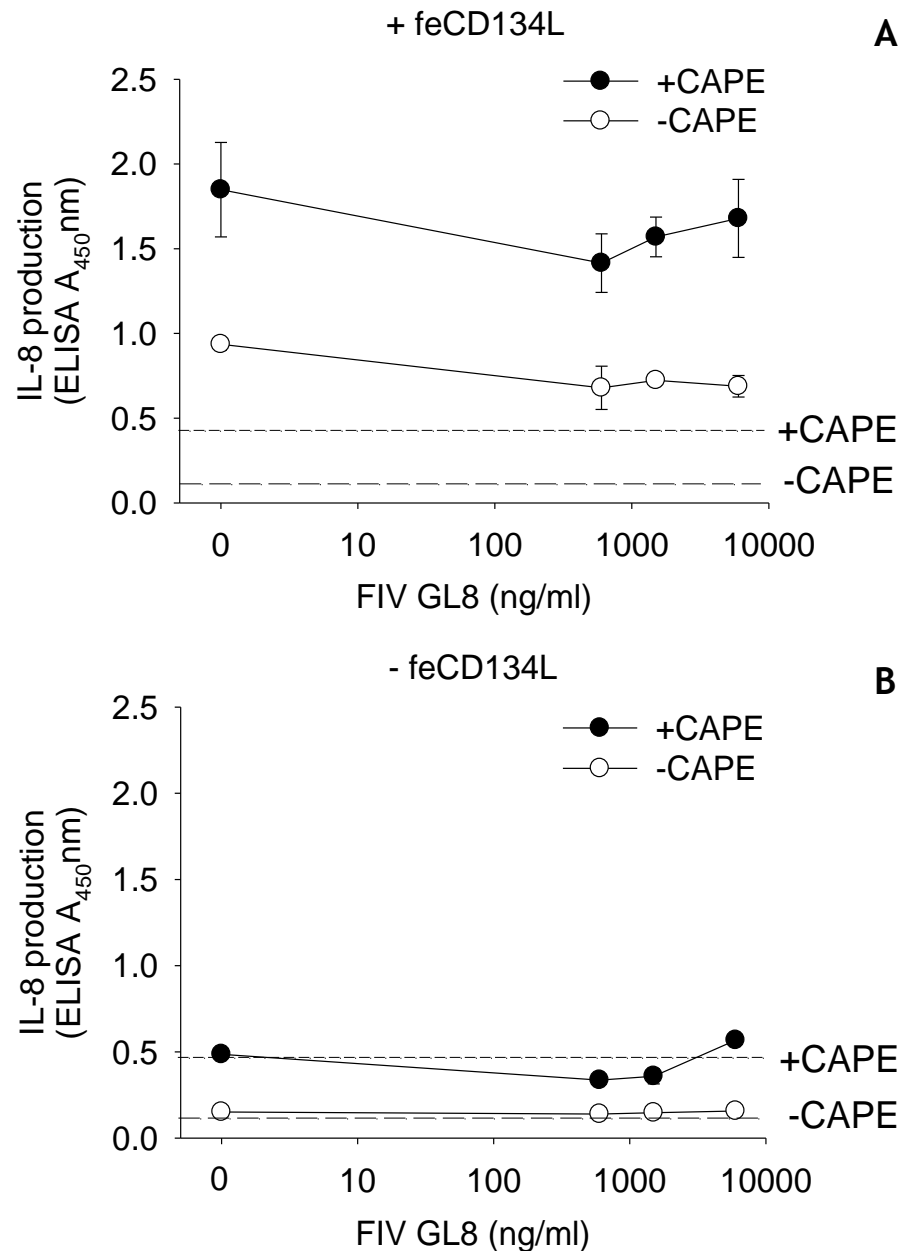 + feCD134L
A
+CAPE
-CAPE
2.5
2.0
1.5
1.0
0.5
0.0
IL-8 production
(ELISA A450nm)
+CAPE
-CAPE
0 10 100 1000 10000
FIV GL8 (ng/ml)
- feCD134L
B
+CAPE
-CAPE
2.5
2.0
1.5
1.0
0.5
0.0
IL-8 production
(ELISA A450nm)
+CAPE
-CAPE
0 10 100 1000 10000
FIV GL8 (ng/ml)